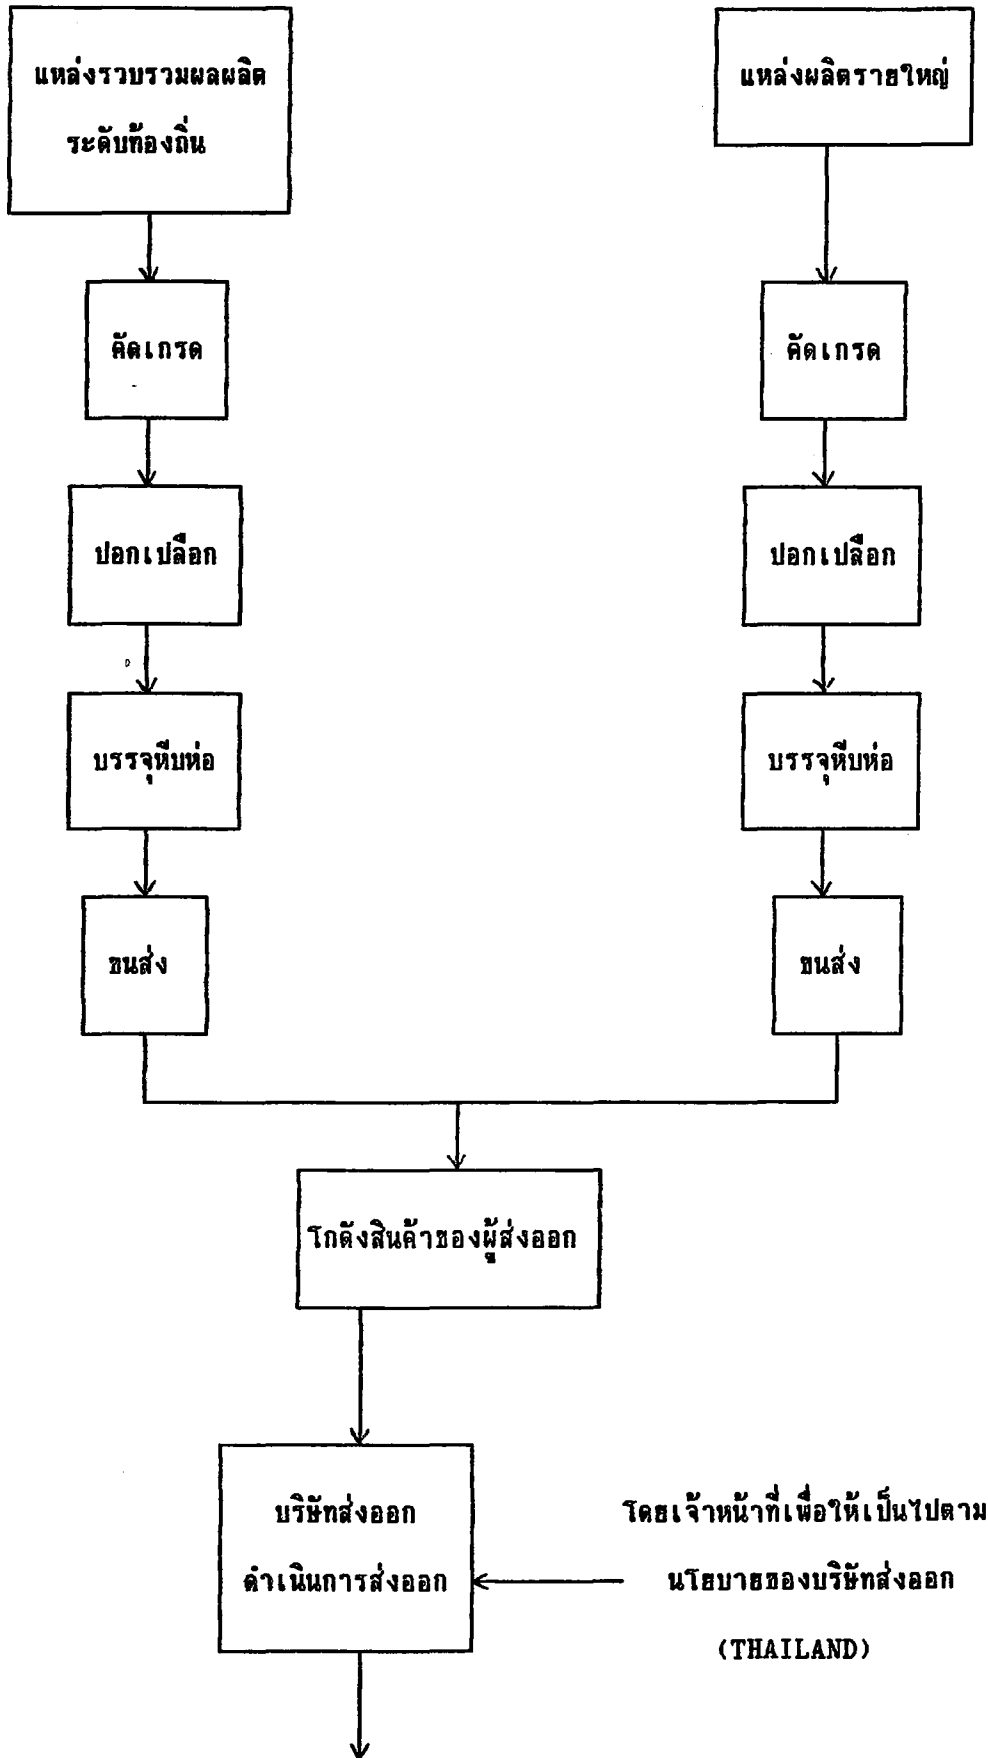 แหล่งรวบรวมผลผลิต
ระดับท้องถิ่น
แหล่งผลิตรายใหญ่
คัดเกรด
คัดเกรด
ปอกเปลือก
ปอกเปลือก
บรรจุหีบห่อ
บรรจุหีบห่อ
ขนส่ง
ขนส่ง
โกดังสินค้าของผู้ส่งออก
บริษัทส่งออก
ดำเนินการส่งออก
โดยเจ้าหน้าที่เพื่อให้เป็นไปตาม
นโยบายของบริษัทส่งออก
(THAILAND)